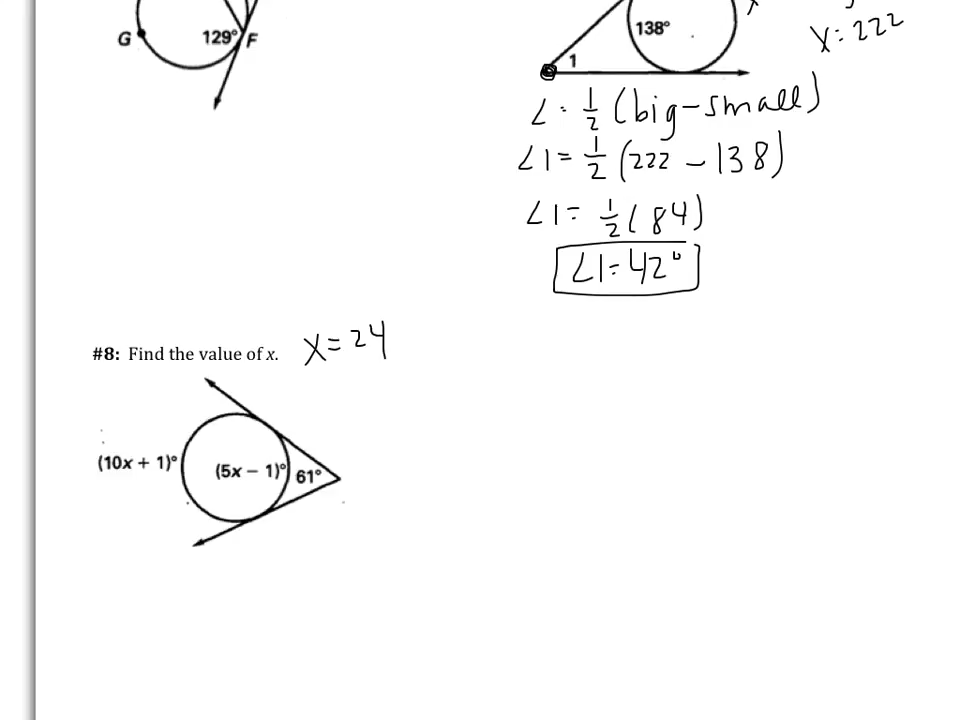 G 129° F
138°
1
x = 222
∠ = 1/2 (big - small)
∠1 = 1/2 (222 - 138)
∠1 = 1/2 (84)
∠1 = 42°
#8: Find the value of x. x = 24
(10x + 1)° (5x − 1)° 61°